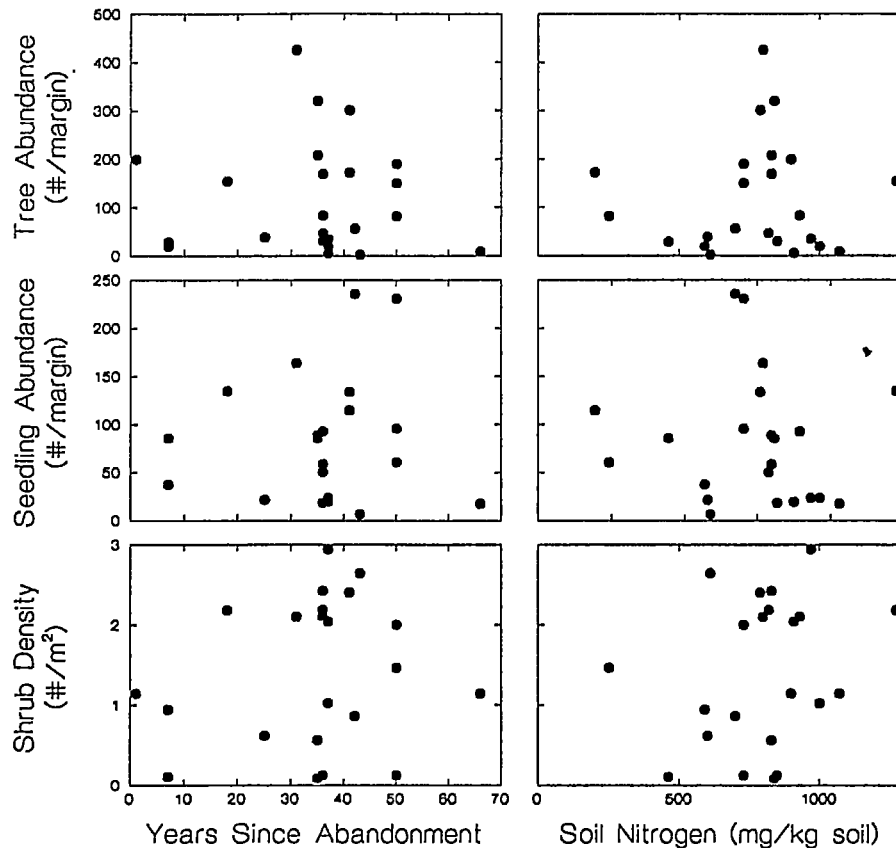 500
400
300
200
100
0
Tree Abundance
(#/margin)
250
200
150
100
50
0
Seedling Abundance
(#/margin)
3
2
1
0
Shrub Density
(#/m²)
0 10 20 30 40 50 60 70
Years Since Abandonment
0 500 1000
Soil Nitrogen (mg/kg soil)